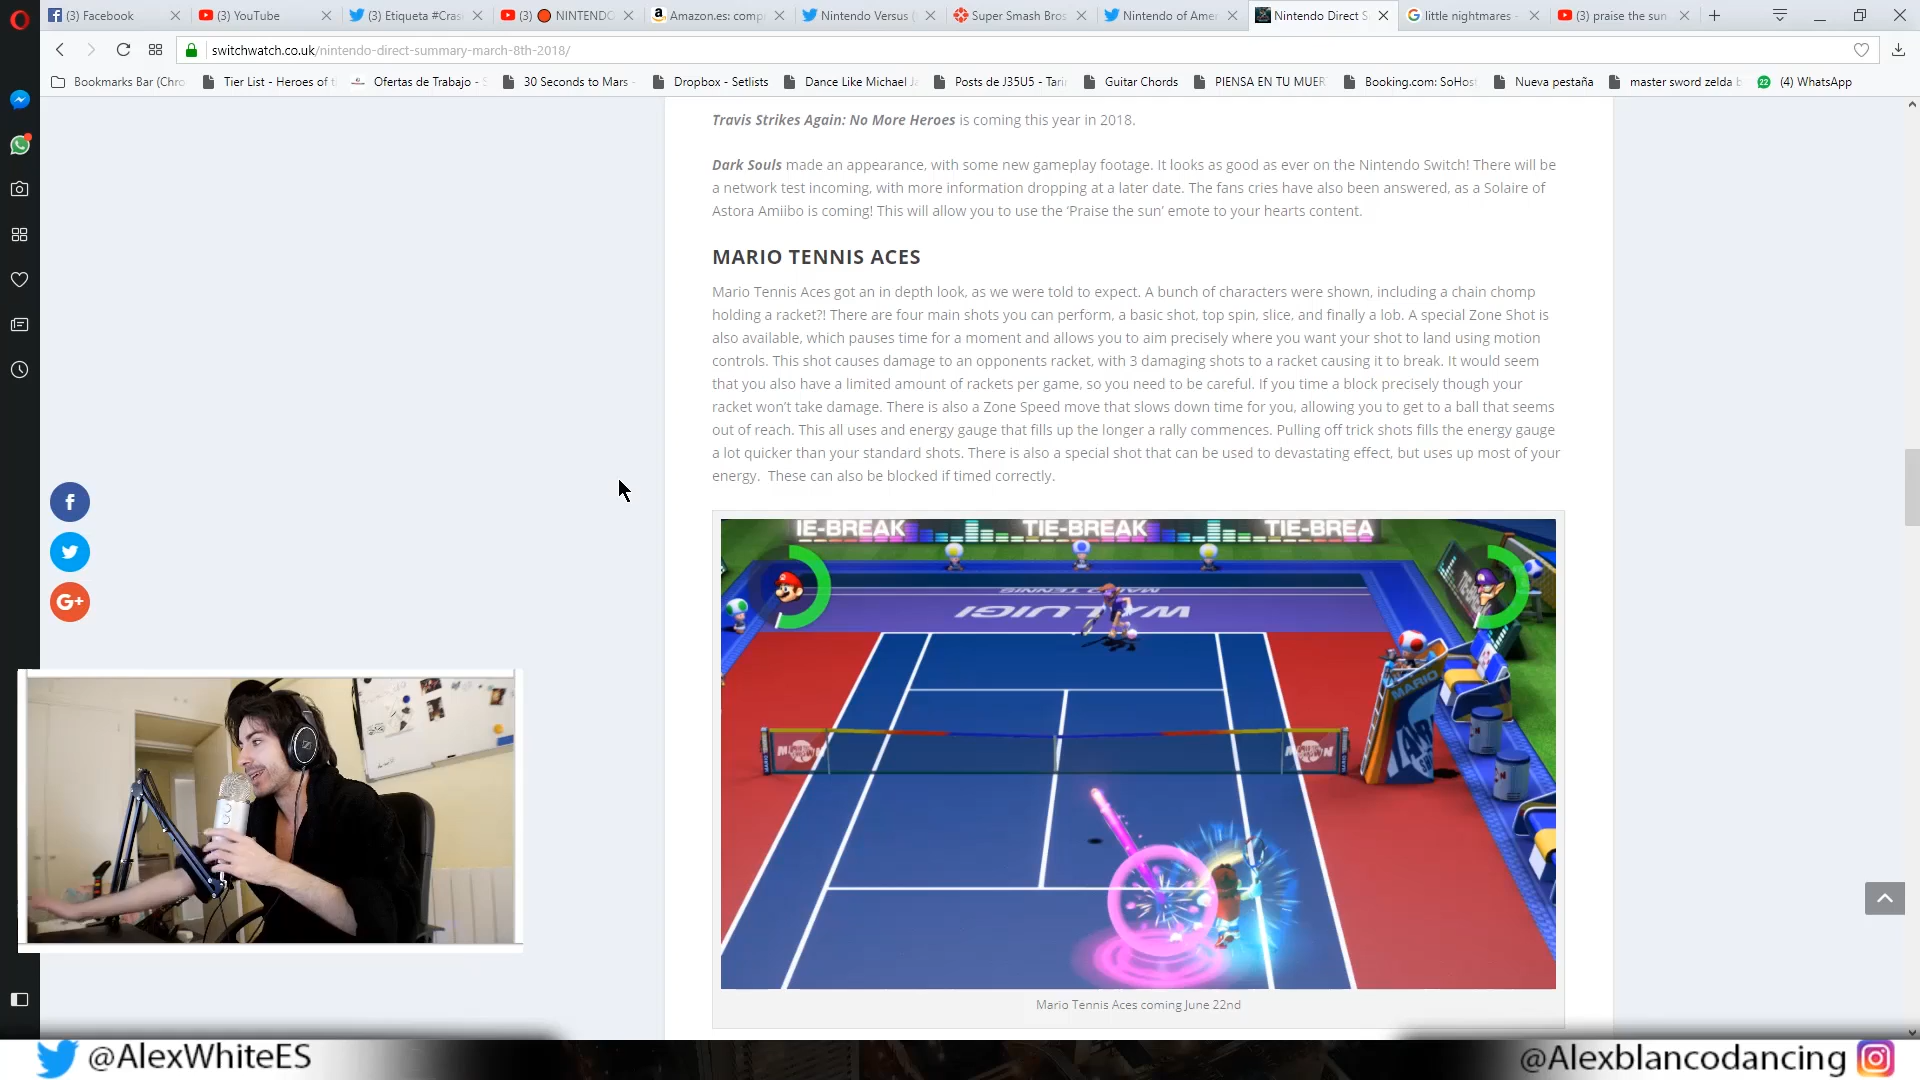 (3) Facebook
(3) YouTube
(3) Etiqueta #Cras
(3) 🔴 NINTENDO
Amazon.es: comp
Nintendo Versus (
Super Smash Bros
Nintendo of Amer
Nintendo Direct S
little nightmares -
(3) praise the sun
switchwatch.co.uk/nintendo-direct-summary-march-8th-2018/
Bookmarks Bar (Chro
Tier List - Heroes of t
Ofertas de Trabajo - S
30 Seconds to Mars -
Dropbox - Setlists
Dance Like Michael Ja
Posts de J35U5 - Tarin
Guitar Chords
PIENSA EN TU MUER
Booking.com: SoHost
Nueva pestaña
master sword zelda b
22 (4) WhatsApp
Travis Strikes Again: No More Heroes is coming this year in 2018.
Dark Souls made an appearance, with some new gameplay footage. It looks as good as ever on the Nintendo Switch! There will be
a network test incoming, with more information dropping at a later date. The fans cries have also been answered, as a Solaire of
Astora Amiibo is coming! This will allow you to use the ‘Praise the sun’ emote to your hearts content.
MARIO TENNIS ACES
Mario Tennis Aces got an in depth look, as we were told to expect. A bunch of characters were shown, including a chain chomp
holding a racket?! There are four main shots you can perform, a basic shot, top spin, slice, and finally a lob. A special Zone Shot is
also available, which pauses time for a moment and allows you to aim precisely where you want your shot to land using motion
controls. This shot causes damage to an opponents racket, with 3 damaging shots to a racket causing it to break. It would seem
that you also have a limited amount of rackets per game, so you need to be careful. If you time a block precisely though your
racket won’t take damage. There is also a Zone Speed move that slows down time for you, allowing you to get to a ball that seems
out of reach. This all uses and energy gauge that fills up the longer a rally commences. Pulling off trick shots fills the energy gauge
a lot quicker than your standard shots. There is also a special shot that can be used to devastating effect, but uses up most of your
energy.  These can also be blocked if timed correctly.
IE-BREAK TIE-BREAK TIE-BREA
MARIO TENNIS
WALUIGI
MARIO
Mario Tennis Aces coming June 22nd
f
G+
@AlexWhiteES
@Alexblancodancing